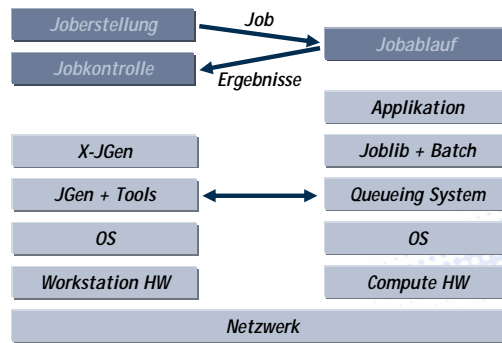 Joberstellung
Job
Jobablauf
Jobkontrolle
Ergebnisse
Applikation
X-JGen
Joblib + Batch
JGen + Tools
Queueing System
OS
OS
Workstation HW
Compute HW
Netzwerk